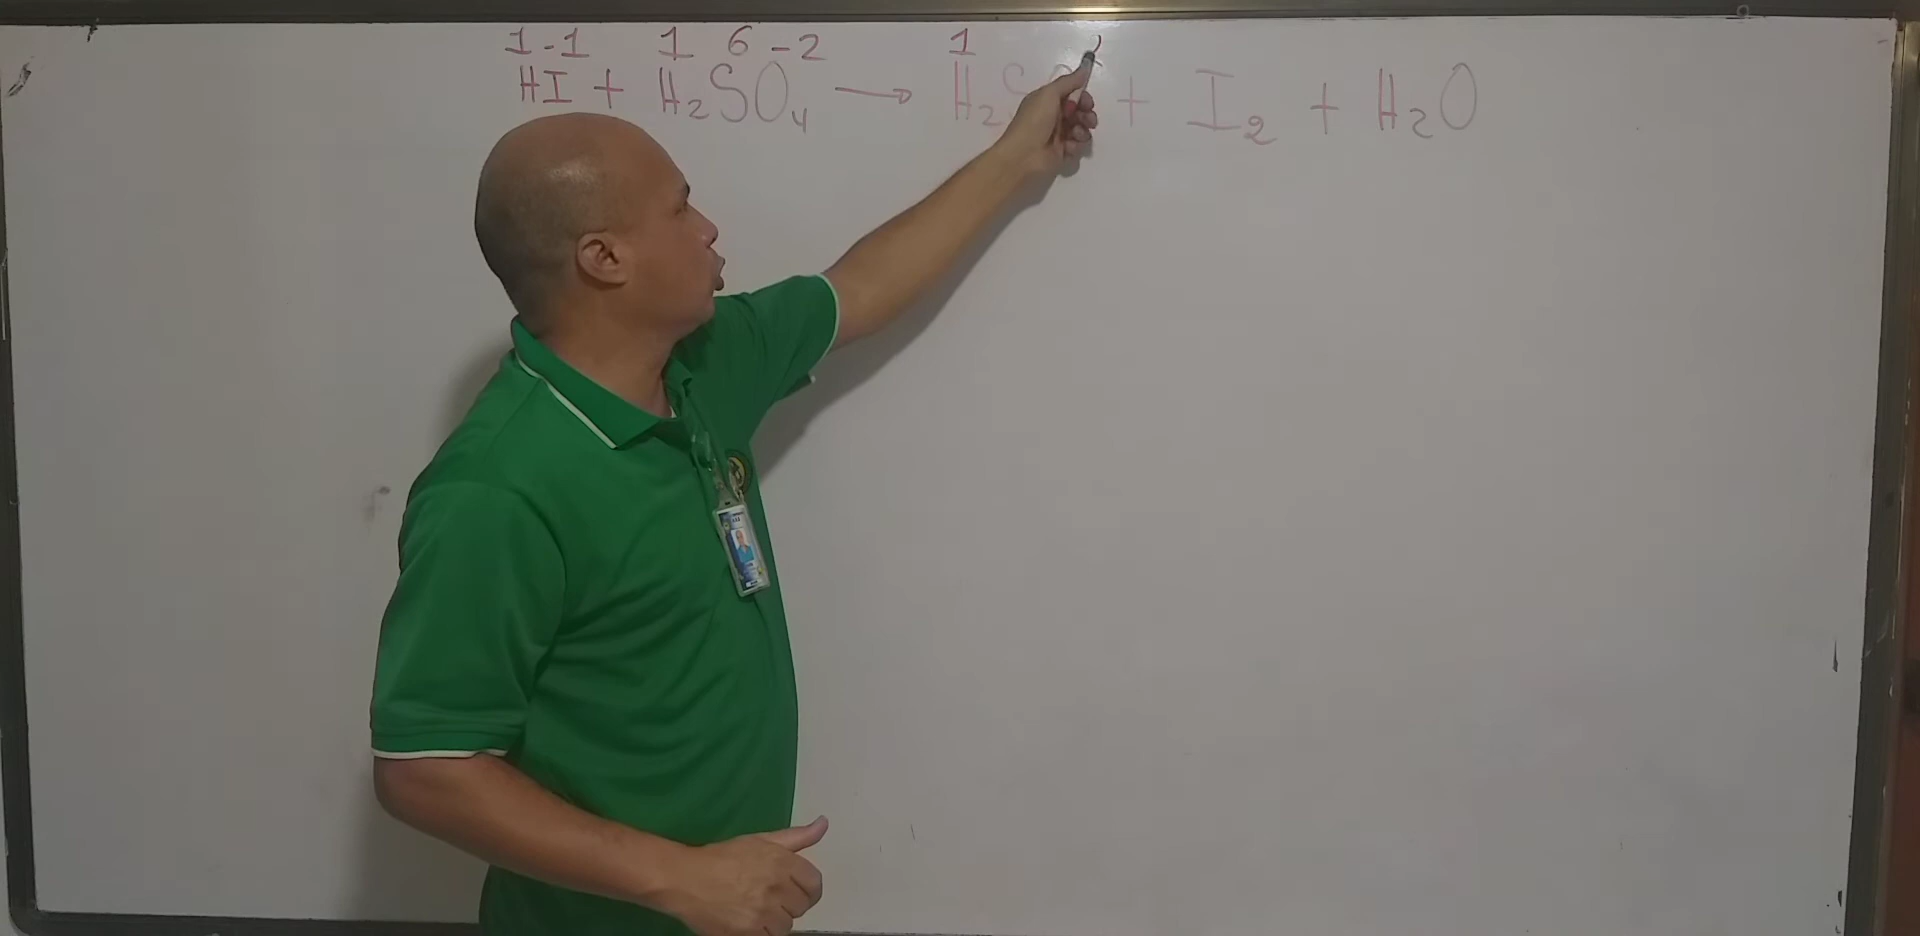 1 -1 1 6 -2 1
HI + H₂SO₄ → H₂S + I₂ + H₂O